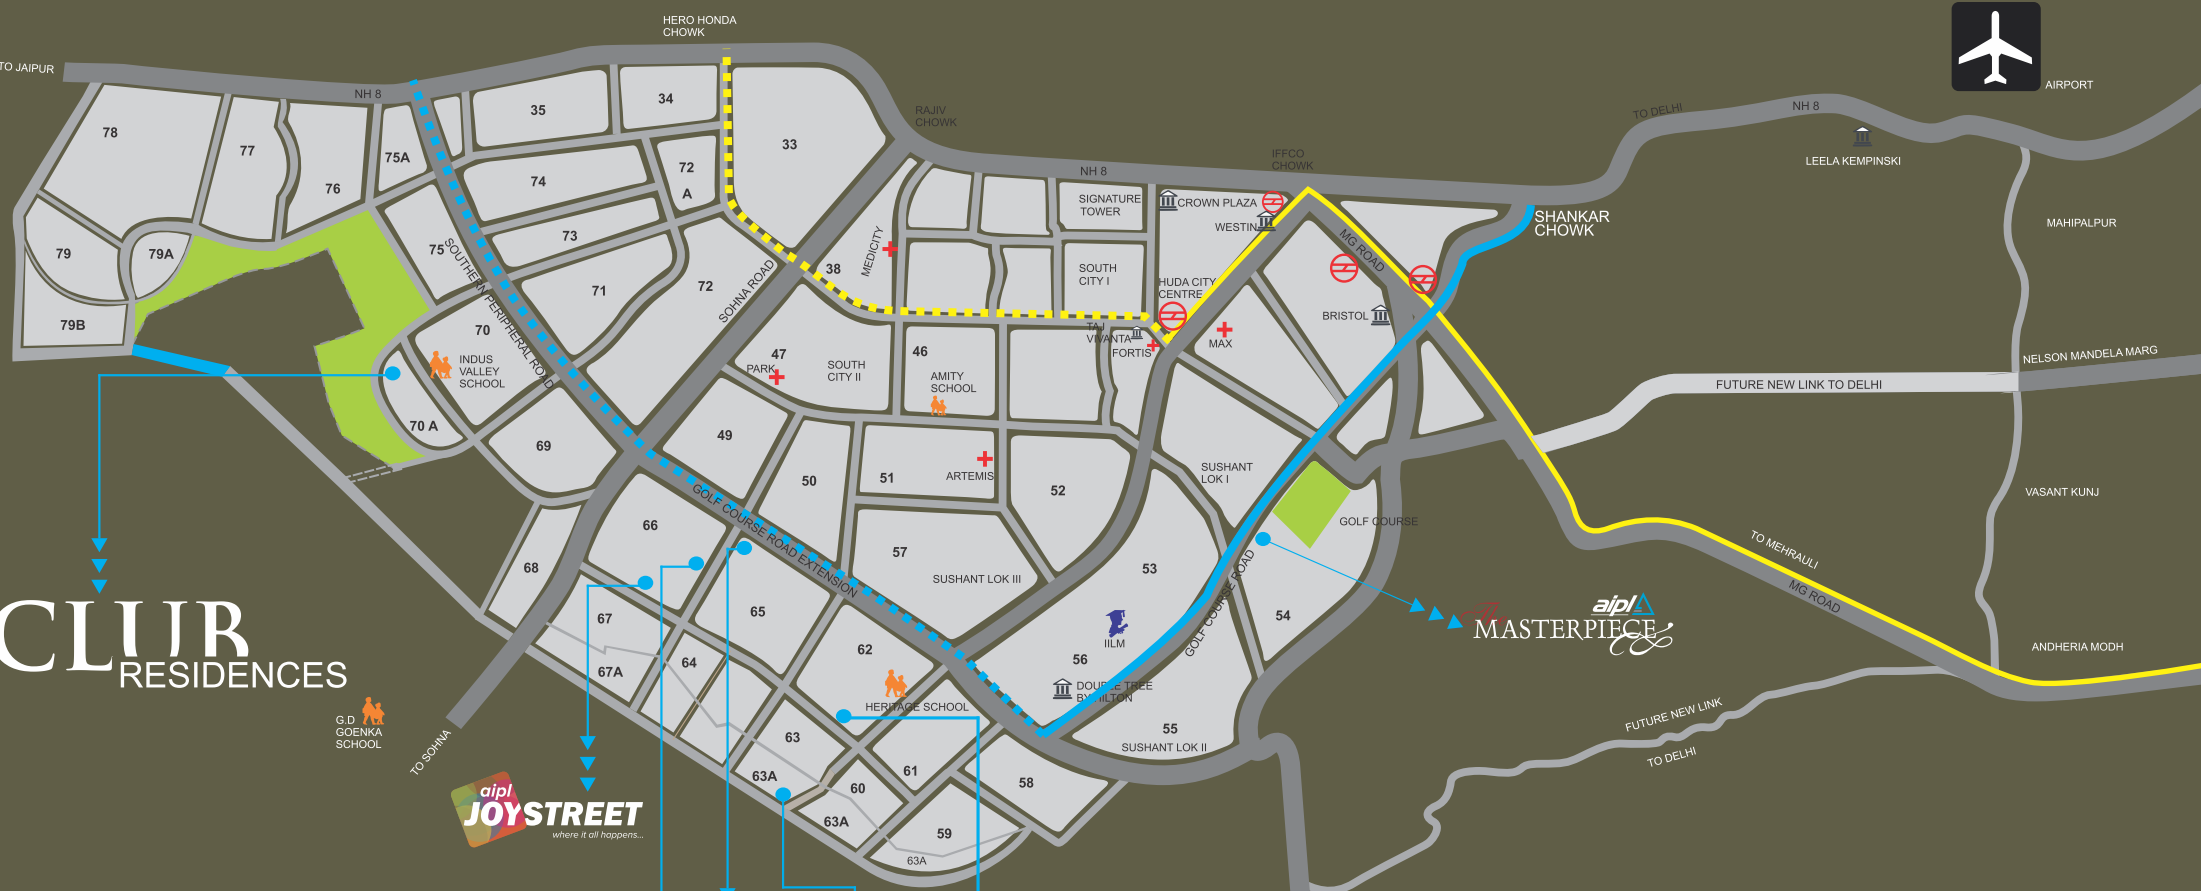 HERO HONDA
CHOWK
TO JAIPUR
NH 8
AIRPORT
78
77
76
75A
35
34
33
RAJIV
CHOWK
TO DELHI
NH 8
LEELA KEMPINSKI
74
72
A
NH 8
IFFCO
CHOWK
SIGNATURE
TOWER
CROWN PLAZA
WESTIN
SHANKAR
CHOWK
MAHIPALPUR
79
79A
79B
75
73
71
72
SOHNA ROAD
38
MEDICITY
SOUTH
CITY I
HUDA CITY
CENTRE
MG ROAD
BRISTOL
MAX
TAJ
VIVANTA
FORTIS
SOUTHERN PERIPHERAL ROAD
70
INDUS
VALLEY
SCHOOL
70 A
69
47
PARK
SOUTH
CITY II
46
AMITY
SCHOOL
NELSON MANDELA MARG
FUTURE NEW LINK TO DELHI
49
50
51
ARTEMIS
52
SUSHANT
LOK I
GOLF COURSE
VASANT KUNJ
66
GOLF COURSE ROAD EXTENSION
57
SUSHANT LOK III
53
54
GOLF COURSE ROAD
TO MEHRAULI
MG ROAD
ANDHERIA MODH
68
67
67A
65
64
62
HERITAGE SCHOOL
IILM
56
DOUBLE TREE
BY HILTON
55
SUSHANT LOK II
aipl
MASTERPIECE
CLUB
RESIDENCES
G.D
GOENKA
SCHOOL
TO SOHNA
FUTURE NEW LINK
TO DELHI
63
63A
61
60
63A
58
59
63A
aipl
JOYSTREET
where it all happens...